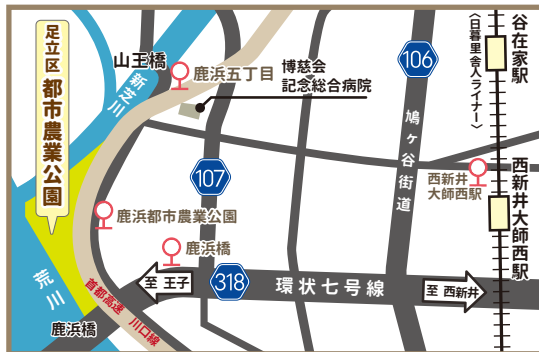 足立区
都市農業公園
山王橋
新芝川
鹿浜五丁目
博慈会
記念総合病院
106
谷在家駅
〈日暮里舎人ライナー〉
鳩ヶ谷街道
107
西新井
大師西駅
西新井大師西駅
鹿浜都市農業公園
鹿浜橋
荒川
首都高速 川口線
至 王子
318
環状七号線
至 西新井
鹿浜橋